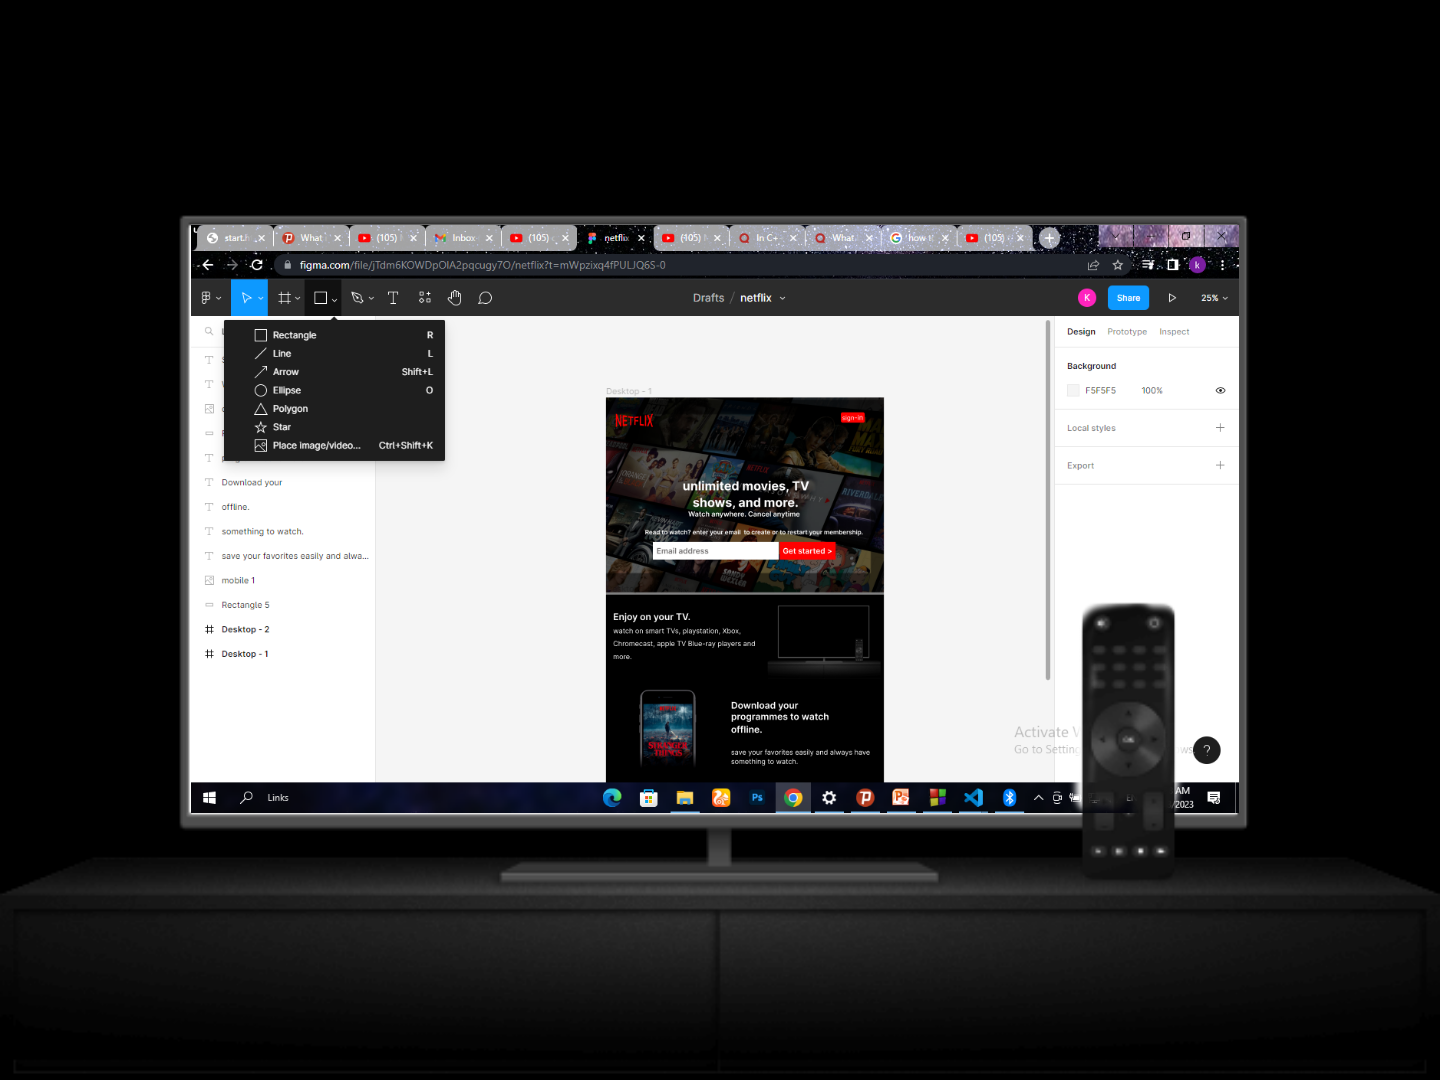 start.h
What
(105)
Inbox
(105)
netflix
(105)
In C+
What
how t
(105)
figma.com/file/jTdm6KOWDpOIA2pqcugy7O/netflix?t=mWpzixq4fPULJQ6S-0
k
Drafts / netflix
K
Share
25%
Rectangle R
Line L
Arrow Shift+L
Ellipse O
Polygon
Star
Place image/video... Ctrl+Shift+K
Download your
offline.
something to watch.
save your favorites easily and alwa...
mobile 1
Rectangle 5
Desktop - 2
Desktop - 1
Desktop - 1
NETFLIX
sign-in
unlimited movies, TV
shows, and more.
Watch anywhere. Cancel anytime
Read to watch? enter your email to create or to restart your membership.
Email address
Get started >
Enjoy on your TV.
watch on smart TVs, playstation, Xbox,
Chromecast, apple TV Blue-ray players and
more.
STRANGER
THINGS
Download your
programmes to watch
offline.
save your favorites easily and always have
something to watch.
Design Prototype Inspect
Background
F5F5F5 100%
Local styles
Export
Activate
Go to Setting
?
Links
Ps
AM
/2023
OK